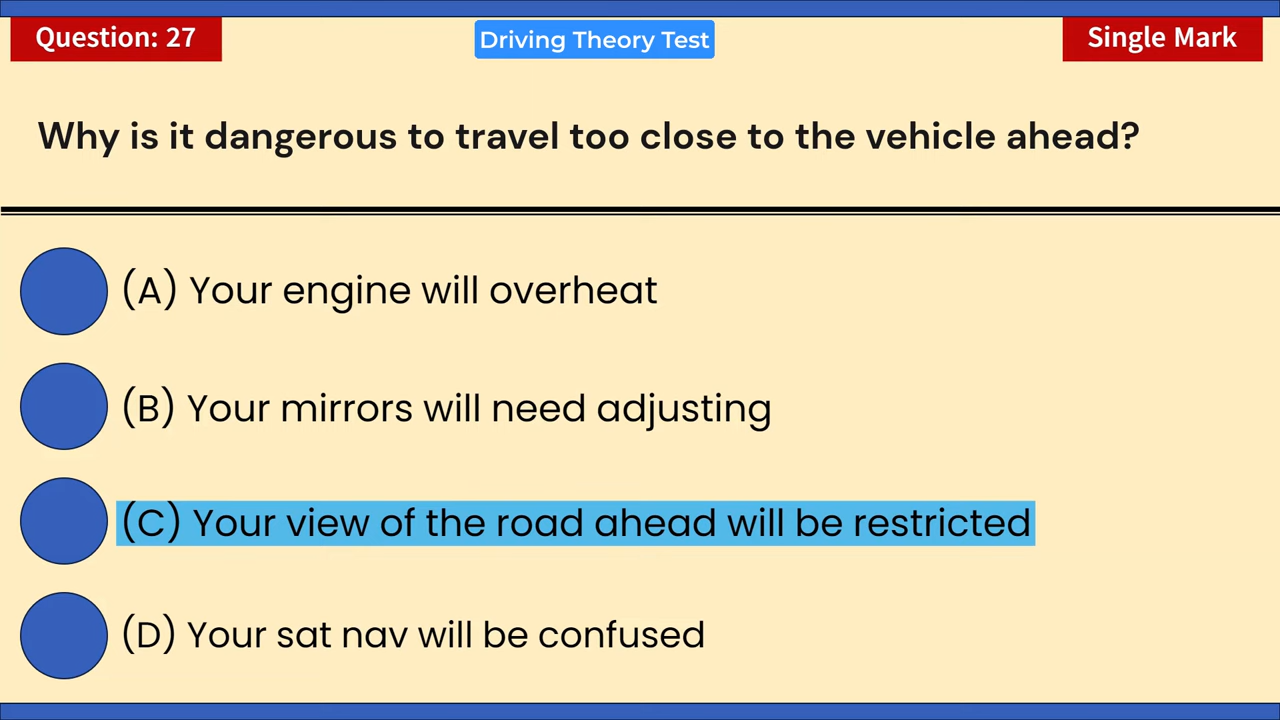 Question: 27
Driving Theory Test
Single Mark
Why is it dangerous to travel too close to the vehicle ahead?
(A) Your engine will overheat
(B) Your mirrors will need adjusting
(C) Your view of the road ahead will be restricted
(D) Your sat nav will be confused